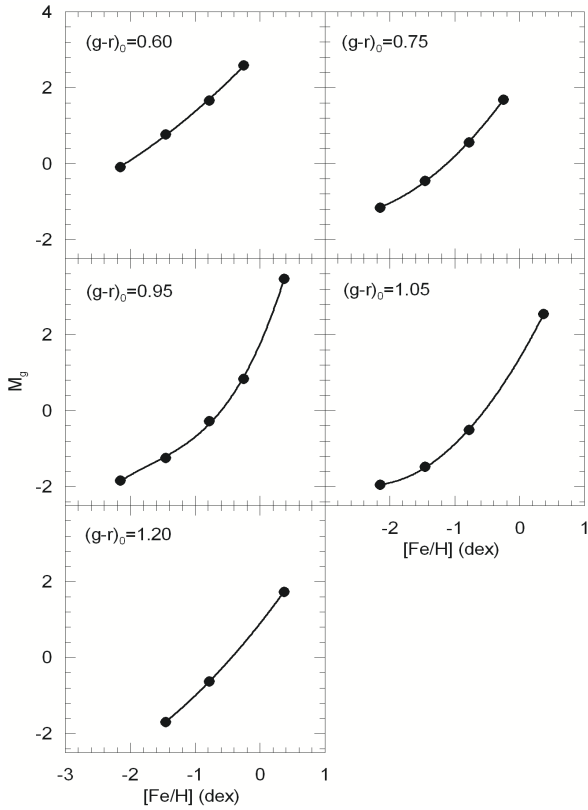 4
(g-r)₀=0.60
(g-r)₀=0.75
2
0
-2
(g-r)₀=0.95
(g-r)₀=1.05
2
M_g
0
-2
(g-r)₀=1.20
-2 -1 0 1
[Fe/H] (dex)
2
0
-2
-3 -2 -1 0 1
[Fe/H] (dex)